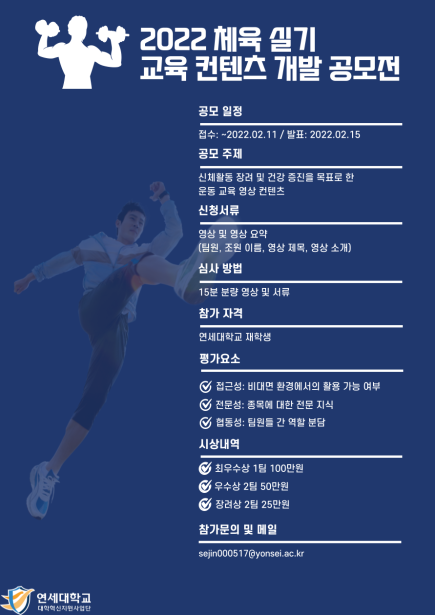 2022 체육 실기
교육 컨텐츠 개발 공모전
공모 일정
접수: ~2022.02.11 / 발표: 2022.02.15
공모 주제
신체활동 장려 및 건강 증진을 목표로 한
운동 교육 영상 컨텐츠
신청서류
영상 및 영상 요약
(팀원, 조원 이름, 영상 제목, 영상 소개)
심사 방법
15분 분량 영상 및 서류
참가 자격
연세대학교 재학생
평가요소
접근성: 비대면 환경에서의 활용 가능 여부
전문성: 종목에 대한 전문 지식
협동성: 팀원들 간 역할 분담
시상내역
최우수상 1팀 100만원
우수상 2팀 50만원
장려상 2팀 25만원
참가문의 및 메일
sejin000517@yonsei.ac.kr
연세대학교
대학혁신지원사업단